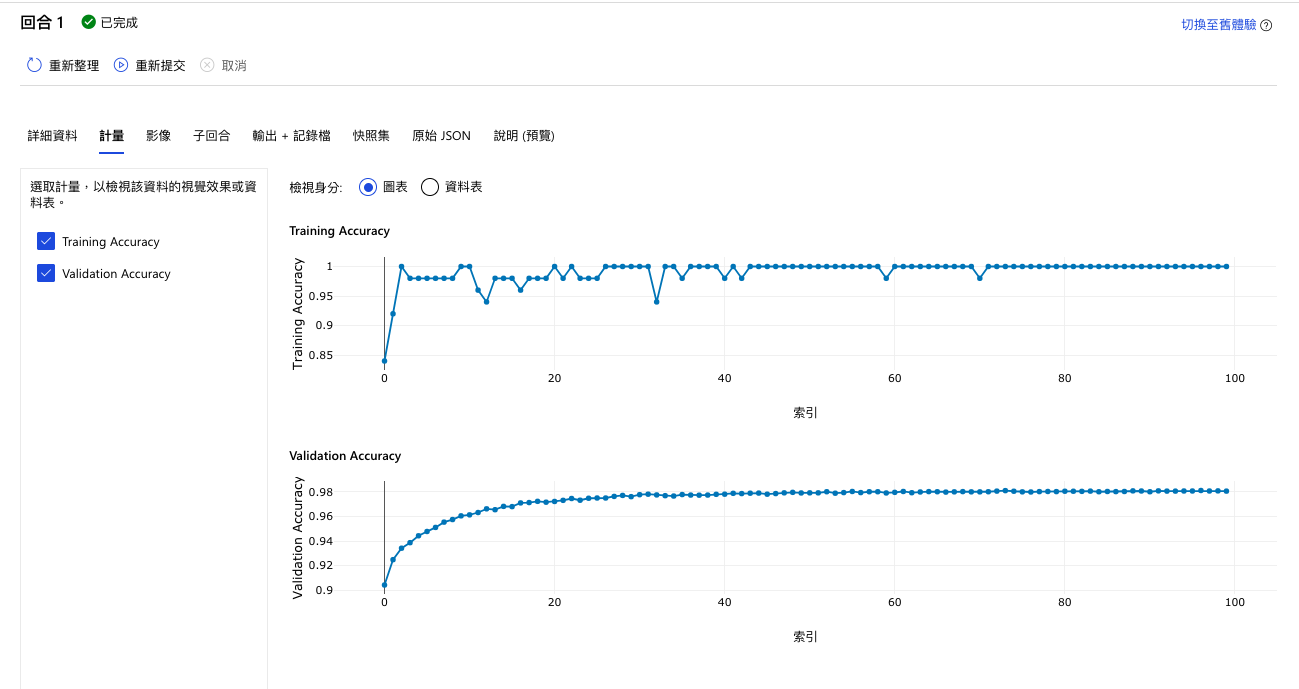 回合 1 已完成
切換至舊體驗
重新整理 重新提交 取消
詳細資料 計量 影像 子回合 輸出 + 記錄檔 快照集 原始 JSON 說明 (預覽)
選取計量，以檢視該資料的視覺效果或資
料表。
Training Accuracy
Validation Accuracy
檢視身分: 圖表 資料表
Training Accuracy
Training Accuracy
1
0.95
0.9
0.85
0 20 40 60 80 100
索引
Validation Accuracy
Validation Accuracy
0.98
0.96
0.94
0.92
0.9
0 20 40 60 80 100
索引